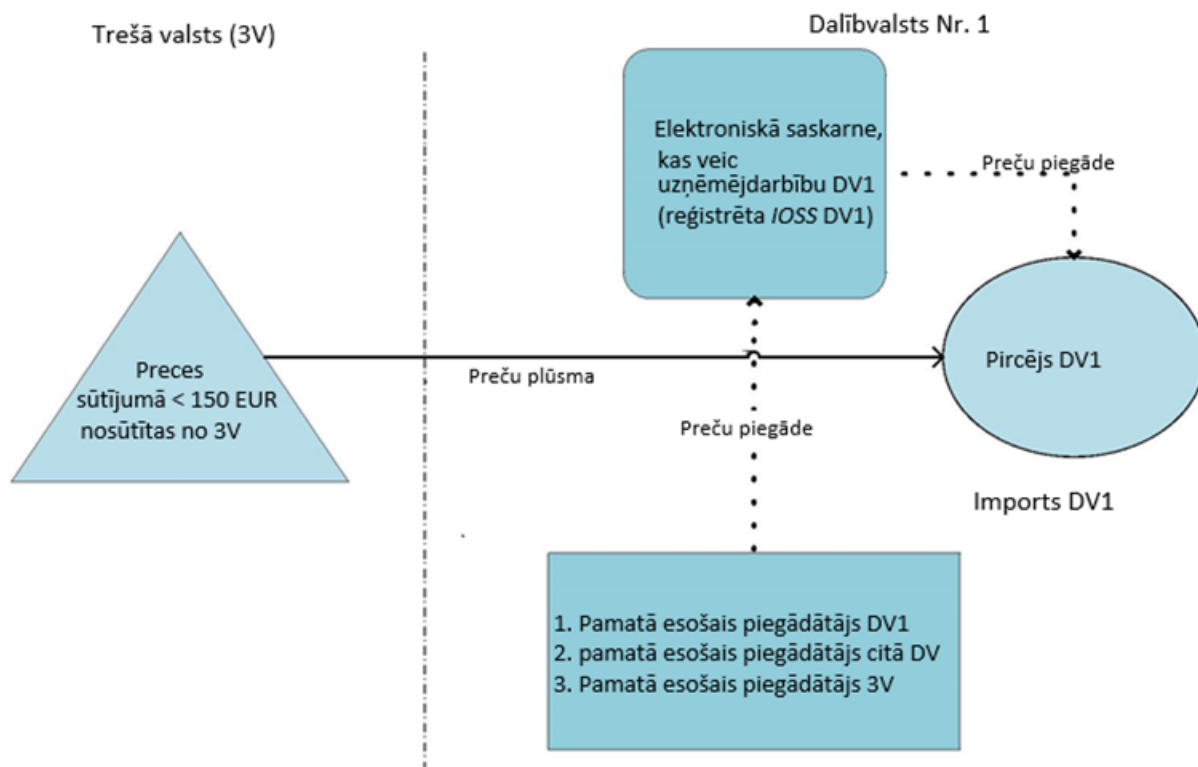 Trešā valsts (3V)
Dalībvalsts Nr. 1
Elektroniskā saskarne,
kas veic
uzņēmējdarbību DV1
(reģistrēta IOSS DV1)
Preču piegāde
Preces
sūtījumā < 150 EUR
nosūtītas no 3V
Preču plūsma
Pircējs DV1
Preču piegāde
Imports DV1
1. Pamatā esošais piegādātājs DV1
2. pamatā esošais piegādātājs citā DV
3. Pamatā esošais piegādātājs 3V